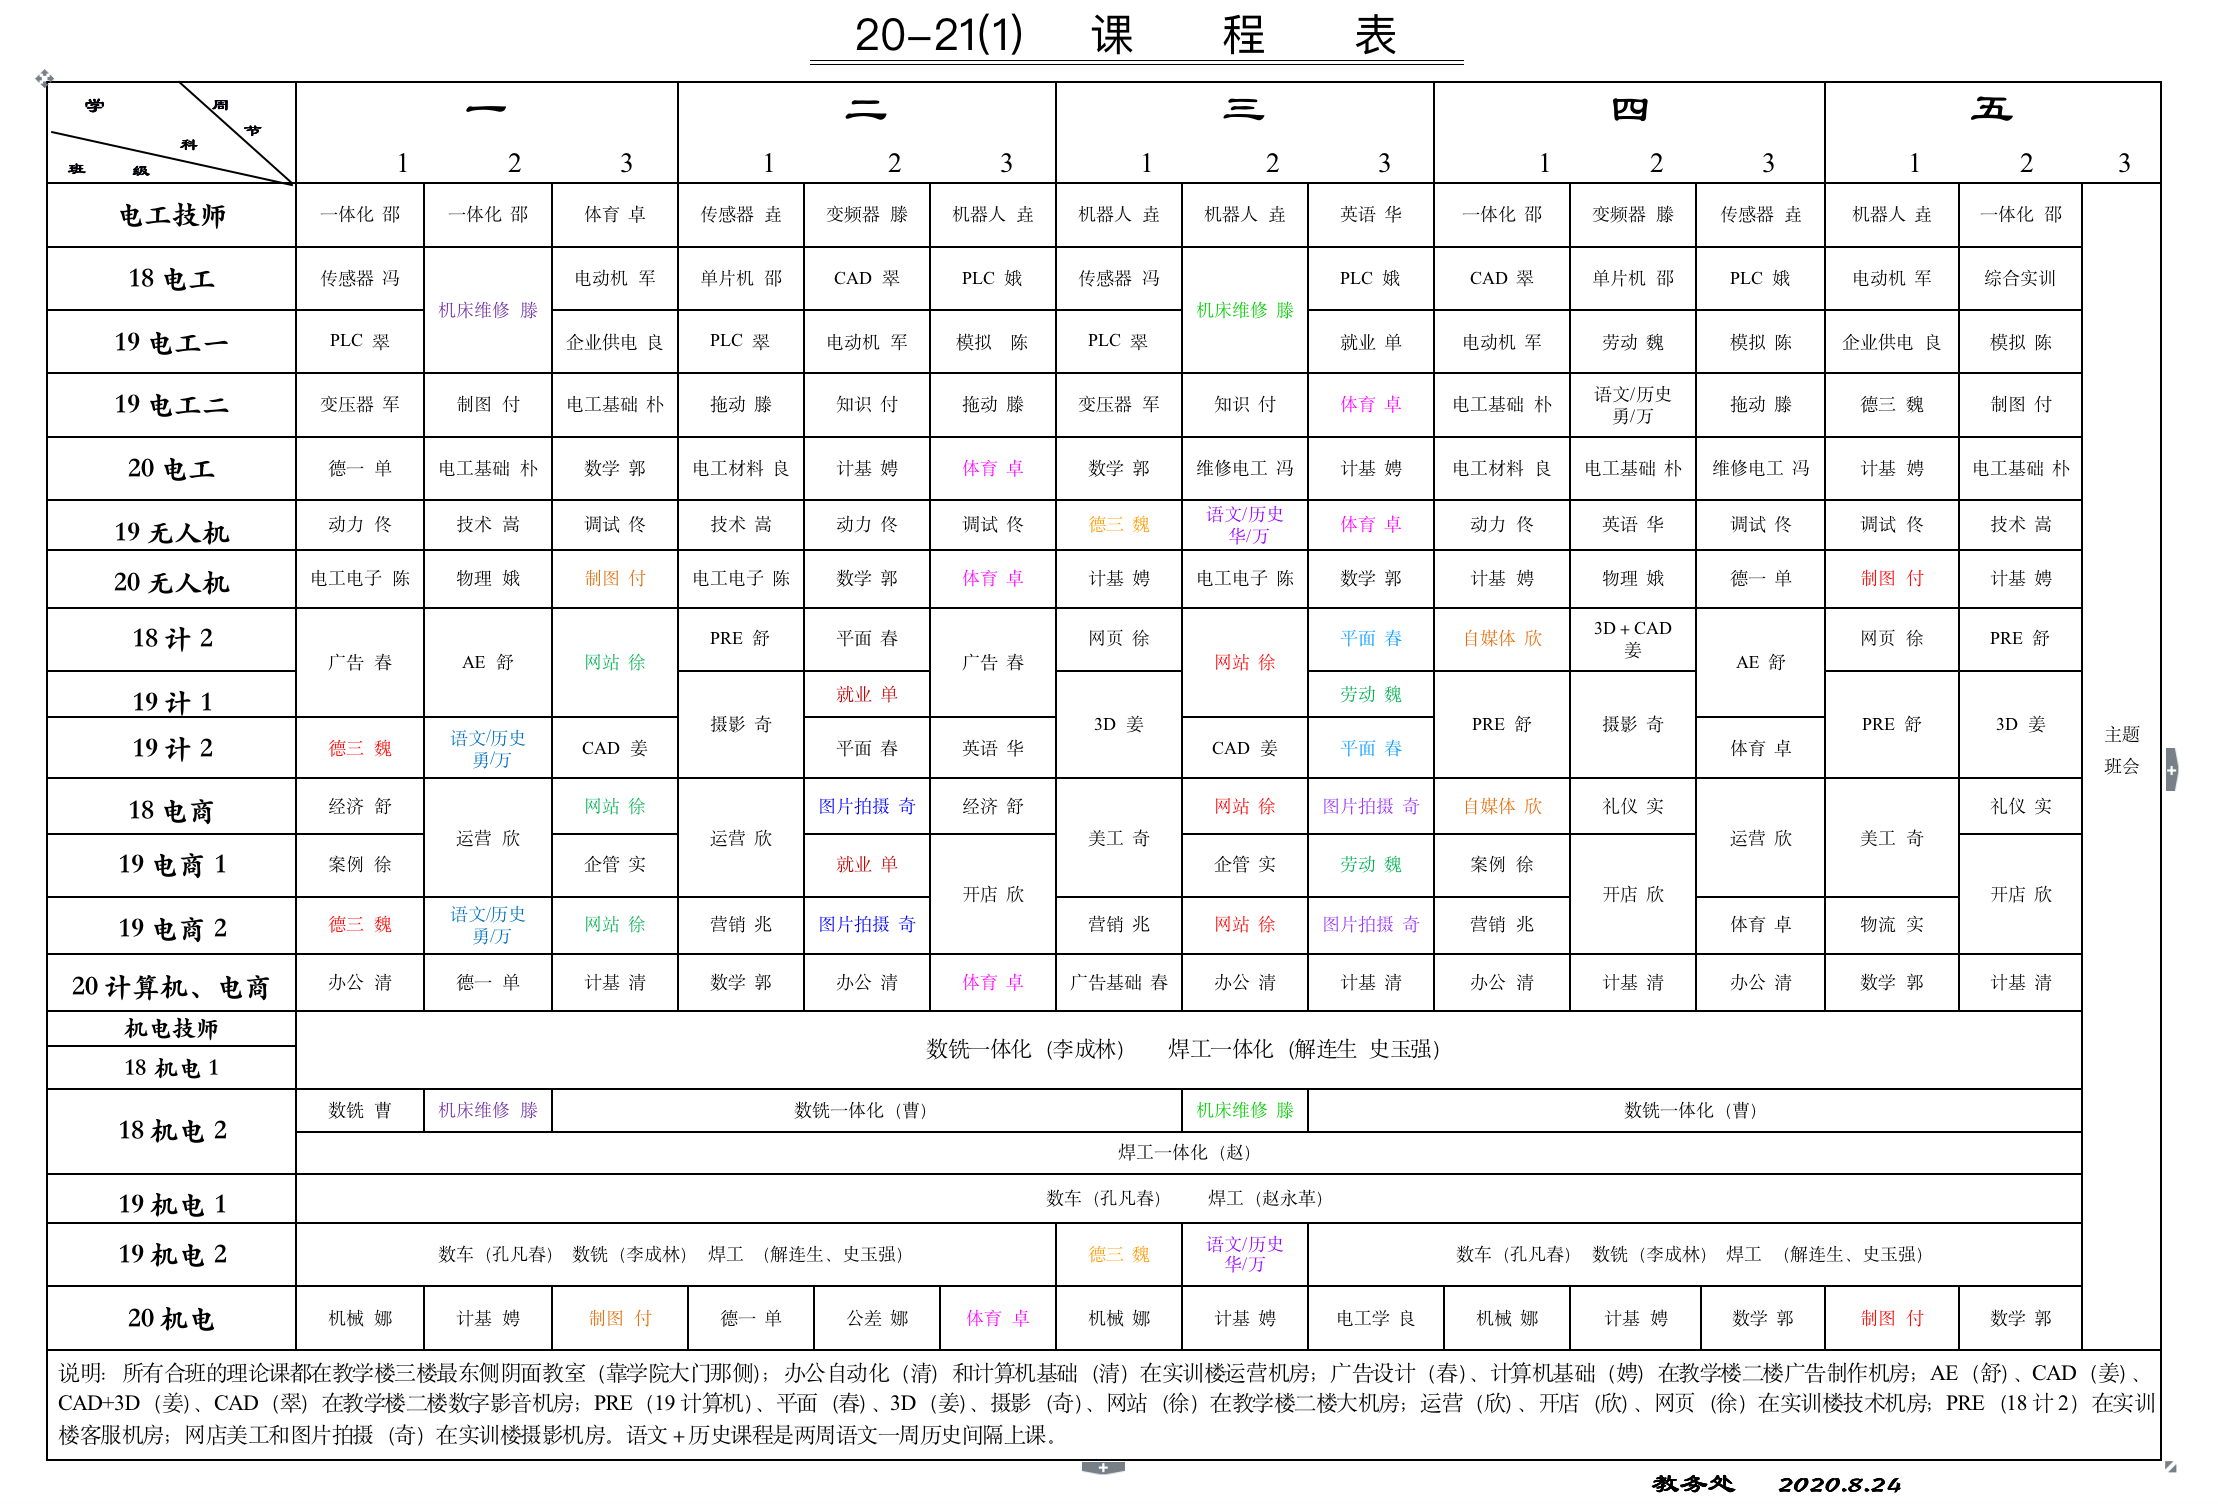 20-21(1) 课 程 表
学 周 节 科 班 级
一 二 三 四 五
1 2 3 1 2 3 1 2 3 1 2 3 1 2 3
电工技师 一体化 邵 一体化 邵 体育 卓 传感器 垚 变频器 滕 机器人 垚 机器人 垚 机器人 垚 英语 华 一体化 邵 变频器 滕 传感器 垚 机器人 垚 一体化 邵
18 电工 传感器 冯 机床维修 滕 电动机 军 单片机 邵 CAD 翠 PLC 娥 传感器 冯 机床维修 滕 PLC 娥 CAD 翠 单片机 邵 PLC 娥 电动机 军 综合实训
19 电工一 PLC 翠 企业供电 良 PLC 翠 电动机 军 模拟 陈 PLC 翠 就业 单 电动机 军 劳动 魏 模拟 陈 企业供电 良 模拟 陈
19 电工二 变压器 军 制图 付 电工基础 朴 拖动 滕 知识 付 拖动 滕 变压器 军 知识 付 体育 卓 电工基础 朴 语文/历史 勇/万 拖动 滕 德三 魏 制图 付
20 电工 德一 单 电工基础 朴 数学 郭 电工材料 良 计基 娉 体育 卓 数学 郭 维修电工 冯 计基 娉 电工材料 良 电工基础 朴 维修电工 冯 计基 娉 电工基础 朴
19 无人机 动力 佟 技术 嵩 调试 佟 技术 嵩 动力 佟 调试 佟 德三 魏 语文/历史 华/万 体育 卓 动力 佟 英语 华 调试 佟 调试 佟 技术 嵩
20 无人机 电工电子 陈 物理 娥 制图 付 电工电子 陈 数学 郭 体育 卓 计基 娉 电工电子 陈 数学 郭 计基 娉 物理 娥 德一 单 制图 付 计基 娉
18 计 2 广告 春 AE 舒 网站 徐 PRE 舒 平面 春 广告 春 网页 徐 网站 徐 平面 春 自媒体 欣 3D + CAD 姜 AE 舒 网页 徐 PRE 舒
19 计 1 摄影 奇 就业 单 3D 姜 劳动 魏 PRE 舒 摄影 奇 PRE 舒 3D 姜
19 计 2 德三 魏 语文/历史 勇/万 CAD 姜 平面 春 英语 华 CAD 姜 平面 春 体育 卓
主题
班会
18 电商 经济 舒 运营 欣 网站 徐 运营 欣 图片拍摄 奇 经济 舒 美工 奇 网站 徐 图片拍摄 奇 自媒体 欣 礼仪 实 运营 欣 美工 奇 礼仪 实
19 电商 1 案例 徐 企管 实 就业 单 开店 欣 企管 实 劳动 魏 案例 徐 开店 欣 开店 欣
19 电商 2 德三 魏 语文/历史 勇/万 网站 徐 营销 兆 图片拍摄 奇 营销 兆 网站 徐 图片拍摄 奇 营销 兆 体育 卓 物流 实
20 计算机、电商 办公 清 德一 单 计基 清 数学 郭 办公 清 体育 卓 广告基础 春 办公 清 计基 清 办公 清 计基 清 办公 清 数学 郭 计基 清
机电技师
数铣一体化（李成林） 焊工一体化（解连生 史玉强）
18 机电 1
18 机电 2 数铣 曹 机床维修 滕 数铣一体化（曹） 机床维修 滕 数铣一体化（曹）
焊工一体化（赵）
19 机电 1 数车（孔凡春） 焊工（赵永革）
19 机电 2 数车（孔凡春） 数铣（李成林） 焊工 （解连生、史玉强） 德三 魏 语文/历史 华/万 数车（孔凡春） 数铣（李成林） 焊工 （解连生、史玉强）
20 机电 机械 娜 计基 娉 制图 付 德一 单 公差 娜 体育 卓 机械 娜 计基 娉 电工学 良 机械 娜 计基 娉 数学 郭 制图 付 数学 郭
说明：所有合班的理论课都在教学楼三楼最东侧阴面教室（靠学院大门那侧）；办公自动化（清）和计算机基础（清）在实训楼运营机房；广告设计（春）、计算机基础（娉）在教学楼二楼广告制作机房；AE（舒）、CAD（姜）、
CAD+3D（姜）、CAD（翠）在教学楼二楼数字影音机房；PRE（19 计算机）、平面（春）、3D（姜）、摄影（奇）、网站（徐）在教学楼二楼大机房；运营（欣）、开店（欣）、网页（徐）在实训楼技术机房；PRE（18 计 2）在实训
楼客服机房；网店美工和图片拍摄（奇）在实训楼摄影机房。语文 + 历史课程是两周语文一周历史间隔上课。
教务处 2020.8.24